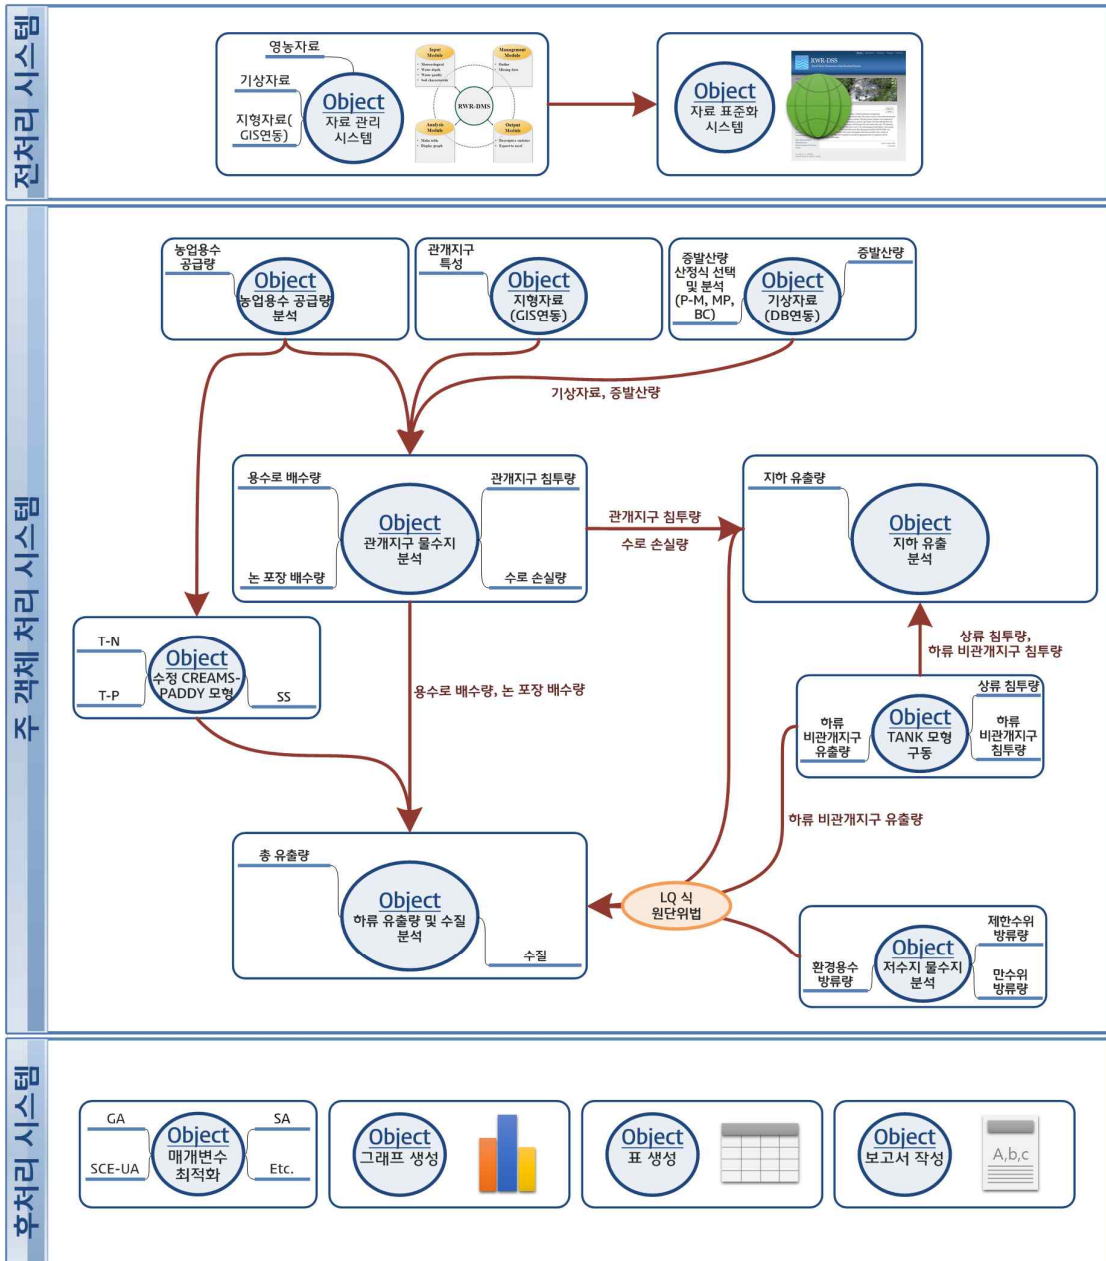 전처리 시스템
영농자료
기상자료
지형자료(
GIS연동)
Object
자료 관리
시스템
Input
Module
Management
Module
RWR-DMS
Analysis
Module
Output
Module
Object
자료 표준화
시스템
RWR-DSS
주 객체 처리 시스템
농업용수
공급량
Object
농업용수 공급량
분석
관개지구
특성
Object
지형자료
(GIS연동)
증발산량
산정식 선택
및 분석
(P-M, MP,
BC)
Object
기상자료
(DB연동)
증발산량
기상자료, 증발산량
용수로 배수량
논 포장 배수량
Object
관개지구 물수지
분석
관개지구 침투량
수로 손실량
관개지구 침투량
수로 손실량
지하 유출량
Object
지하 유출
분석
T-N
T-P
Object
수정 CREAMS-
PADDY 모형
SS
용수로 배수량, 논 포장 배수량
상류 침투량,
하류 비관개지구 침투량
하류
비관개지구
유출량
Object
TANK 모형
구동
상류 침투량
하류
비관개지구
침투량
하류 비관개지구 유출량
총 유출량
Object
하류 유출량 및 수질
분석
수질
LQ 식
원단위법
환경용수
방류량
Object
저수지 물수지
분석
제한수위
방류량
만수위
방류량
후처리 시스템
GA
SCE-UA
Object
매개변수
최적화
SA
Etc.
Object
그래프 생성
Object
표 생성
Object
보고서 작성
A,b,c